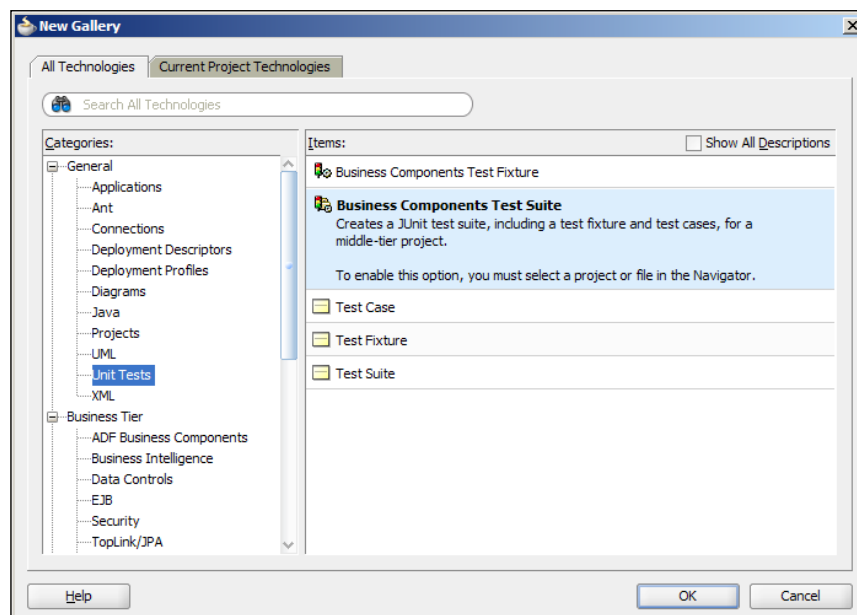 New Gallery
All Technologies
Current Project Technologies
Search All Technologies
Categories:
General
Applications
Ant
Connections
Deployment Descriptors
Deployment Profiles
Diagrams
Java
Projects
UML
Unit Tests
XML
Business Tier
ADF Business Components
Business Intelligence
Data Controls
EJB
Security
TopLink/JPA
Items:
Show All Descriptions
Business Components Test Fixture
Business Components Test Suite
Creates a JUnit test suite, including a test fixture and test cases, for a
middle-tier project.
To enable this option, you must select a project or file in the Navigator.
Test Case
Test Fixture
Test Suite
Help
OK
Cancel